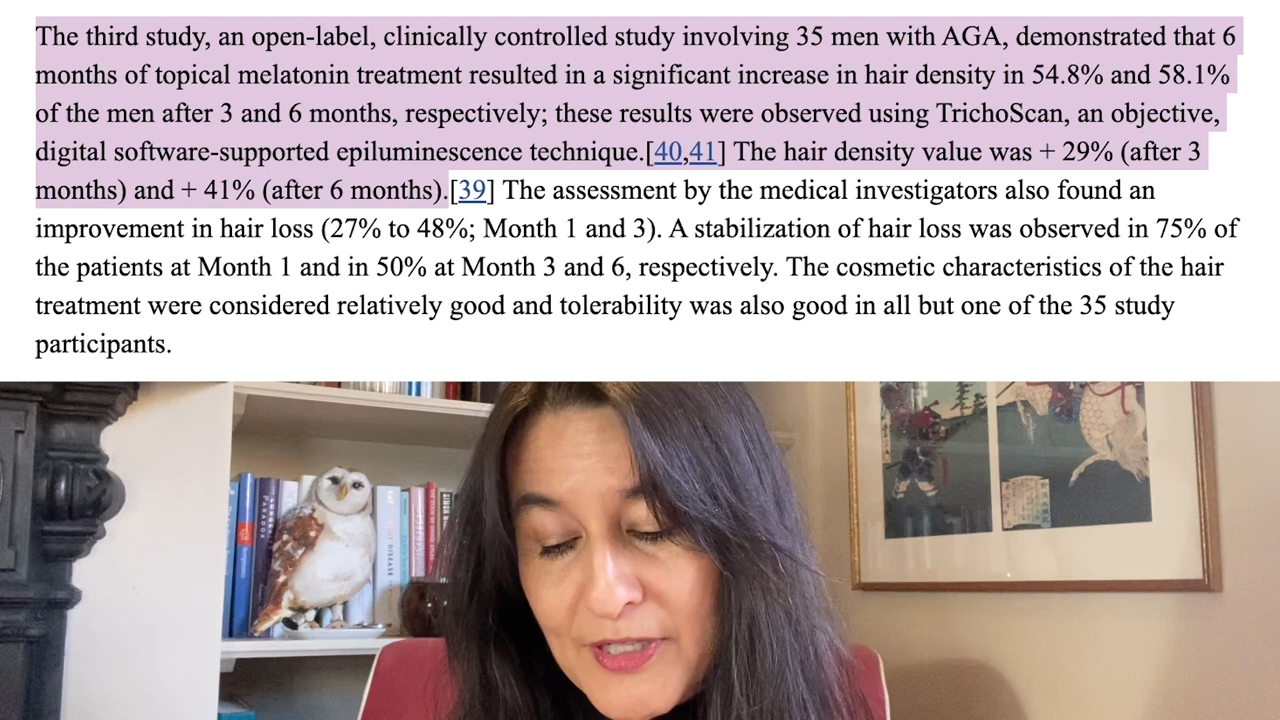 The third study, an open-label, clinically controlled study involving 35 men with AGA, demonstrated that 6
months of topical melatonin treatment resulted in a significant increase in hair density in 54.8% and 58.1%
of the men after 3 and 6 months, respectively; these results were observed using TrichoScan, an objective,
digital software-supported epiluminescence technique.[40,41] The hair density value was + 29% (after 3
months) and + 41% (after 6 months).[39] The assessment by the medical investigators also found an
improvement in hair loss (27% to 48%; Month 1 and 3). A stabilization of hair loss was observed in 75% of
the patients at Month 1 and in 50% at Month 3 and 6, respectively. The cosmetic characteristics of the hair
treatment were considered relatively good and tolerability was also good in all but one of the 35 study
participants.
PARADOX
DISEASE